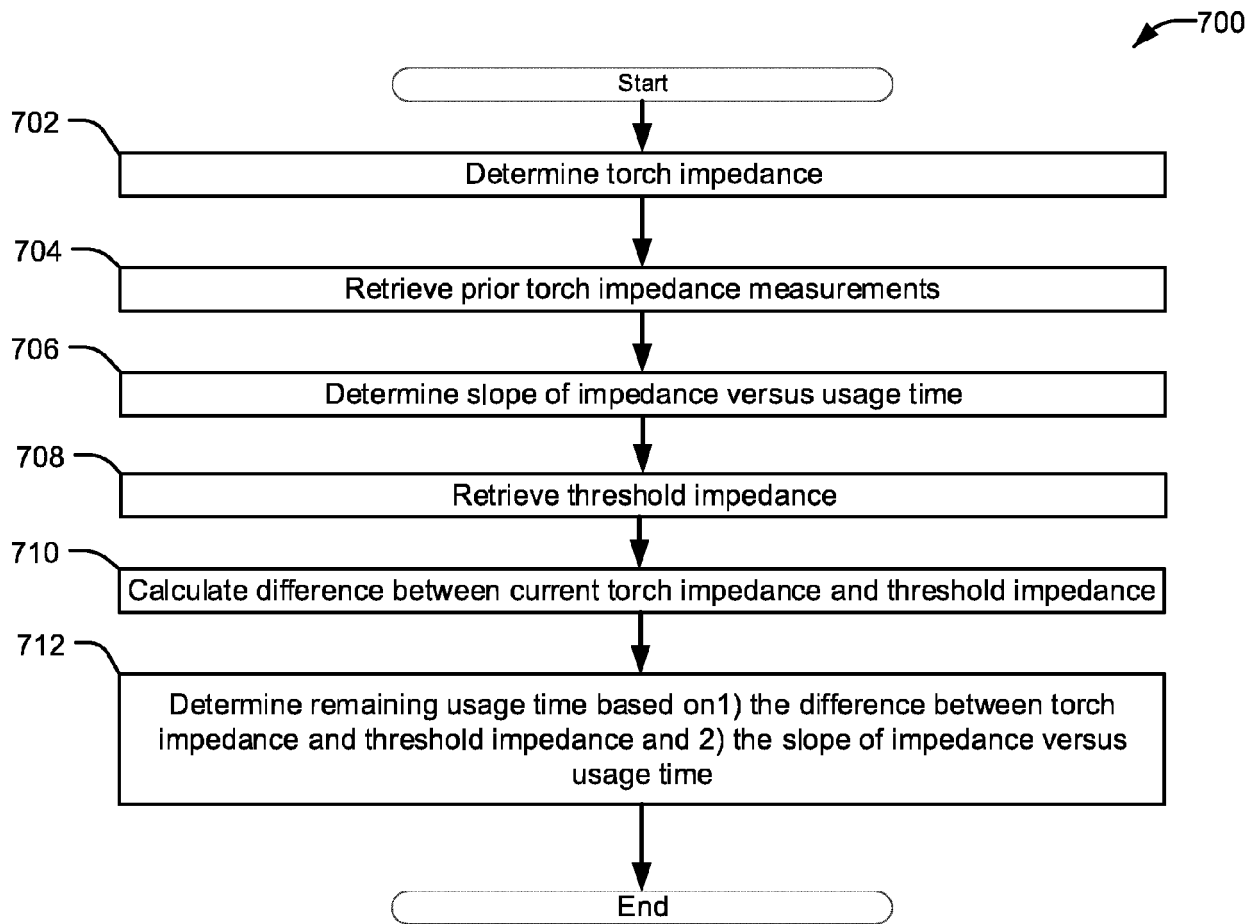 700
Start
702
Determine torch impedance
704
Retrieve prior torch impedance measurements
706
Determine slope of impedance versus usage time
708
Retrieve threshold impedance
710
Calculate difference between current torch impedance and threshold impedance
712
Determine remaining usage time based on1) the difference between torch
impedance and threshold impedance and 2) the slope of impedance versus
usage time
End